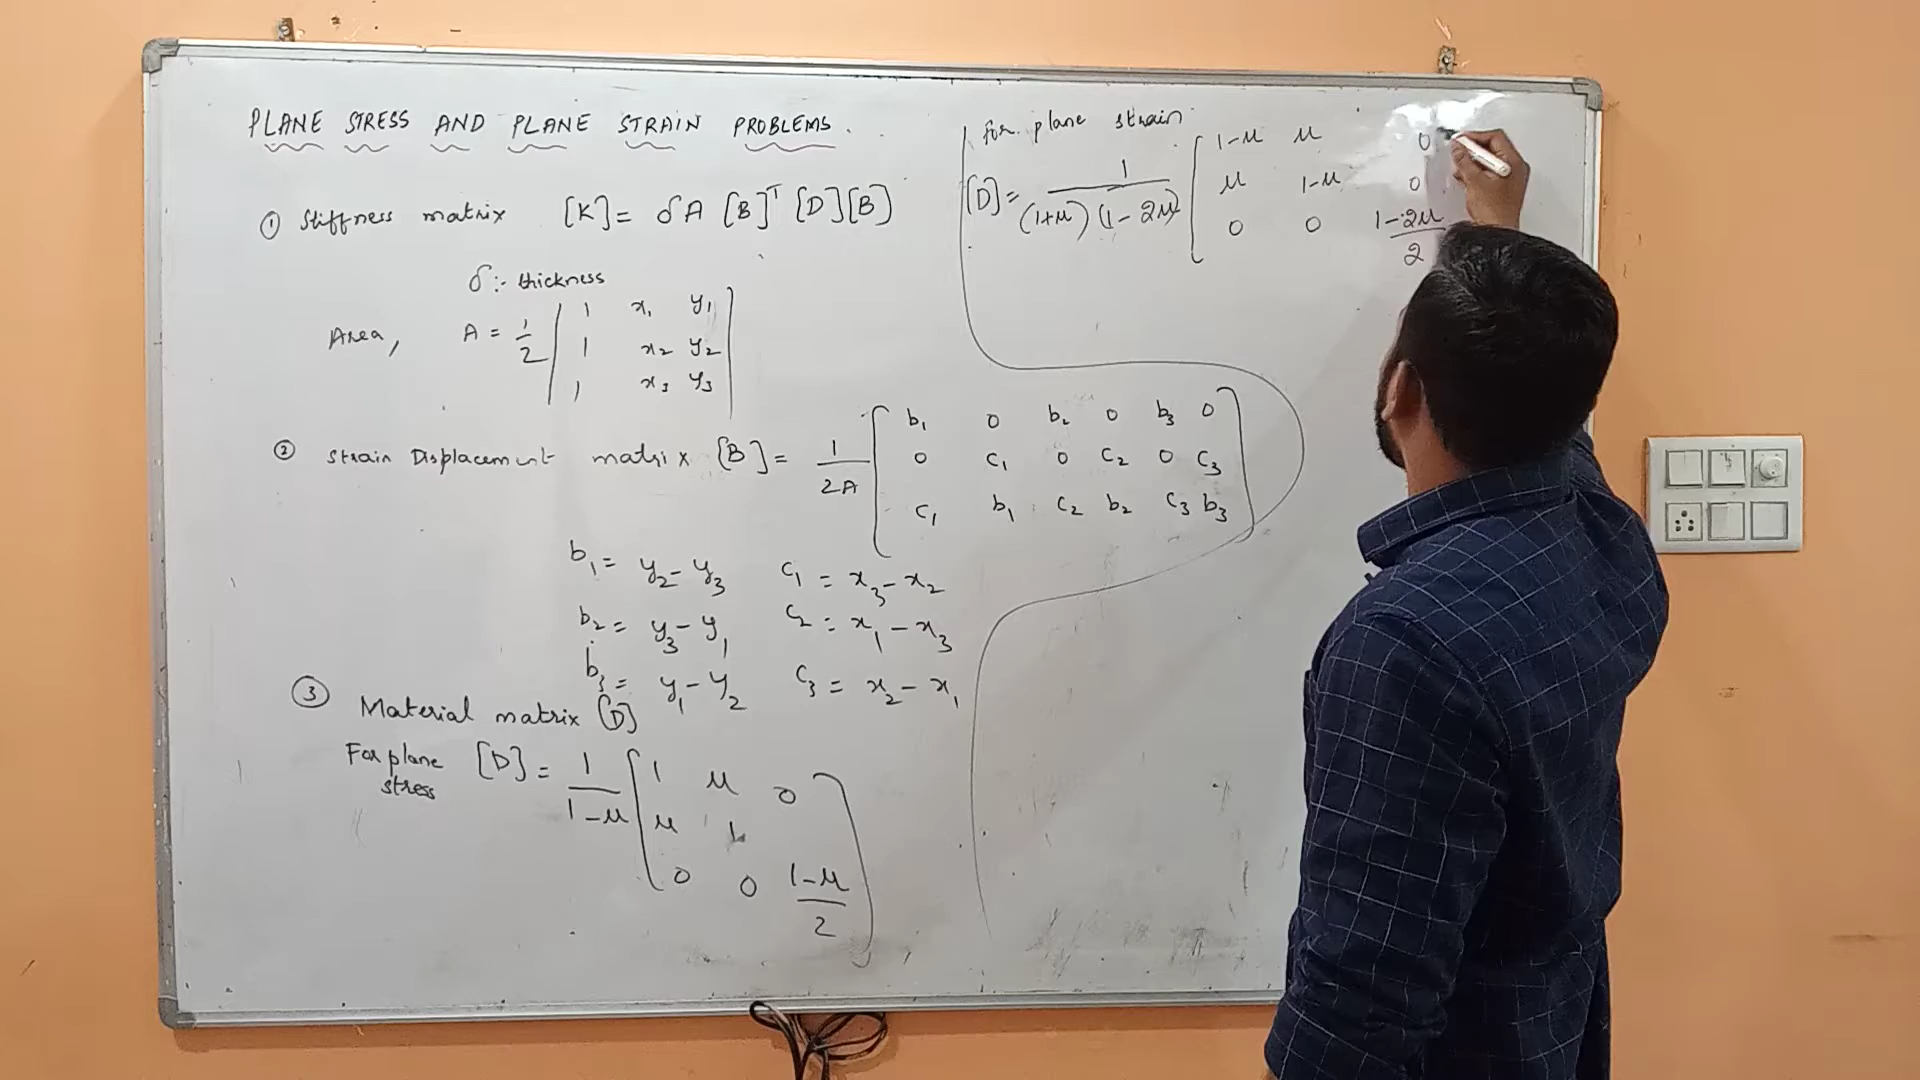 PLANE STRESS AND PLANE STRAIN PROBLEMS.
① Stiffness matrix [K]= δA [B]ᵀ [D][B]
δ:- thickness
Area, A = 1/2 | 1 x₁ y₁
1 x₂ y₂
1 x₃ y₃ |
② Strain Displacement matrix [B]= 1/2A [ b₁ 0 b₂ 0 b₃ 0
0 c₁ 0 c₂ 0 c₃
c₁ b₁ c₂ b₂ c₃ b₃ ]
b₁= y₂-y₃ c₁ = x₃-x₂
b₂= y₃-y₁ c₂ = x₁-x₃
b₃= y₁-y₂ c₃ = x₂-x₁
③ Material matrix [D]
For plane stress [D] = 1/1-μ [ 1 μ 0
μ 1
0 0 1-μ/2 ]
for plane strain
[D]= 1/(1+μ)(1-2μ) [ 1-μ μ 0
μ 1-μ 0
0 0 1-2μ/2